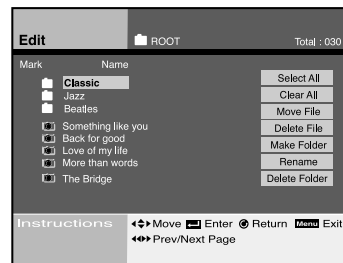 Edit
ROOT
Total : 030
Mark
Name
Classic
Jazz
Beatles
Something like you
Back for good
Love of my life
More than words
The Bridge
Select All
Clear All
Move File
Delete File
Make Folder
Rename
Delete Folder
Instructions
Move Enter Return Menu Exit
Prev/Next Page